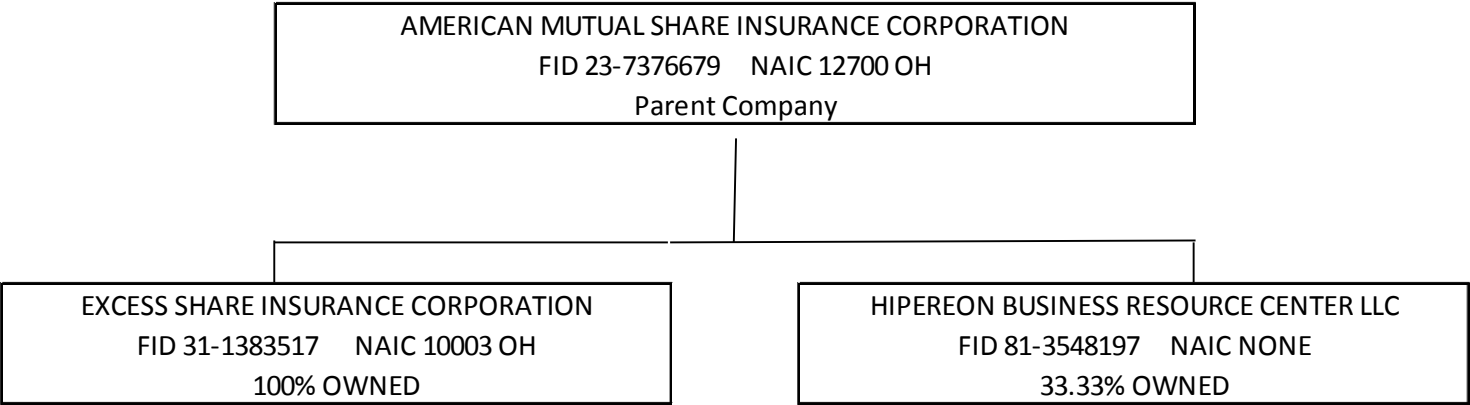 AMERICAN MUTUAL SHARE INSURANCE CORPORATION
FID 23-7376679 NAIC 12700 OH
Parent Company
EXCESS SHARE INSURANCE CORPORATION
FID 31-1383517 NAIC 10003 OH
100% OWNED
HIPEREON BUSINESS RESOURCE CENTER LLC
FID 81-3548197 NAIC NONE
33.33% OWNED